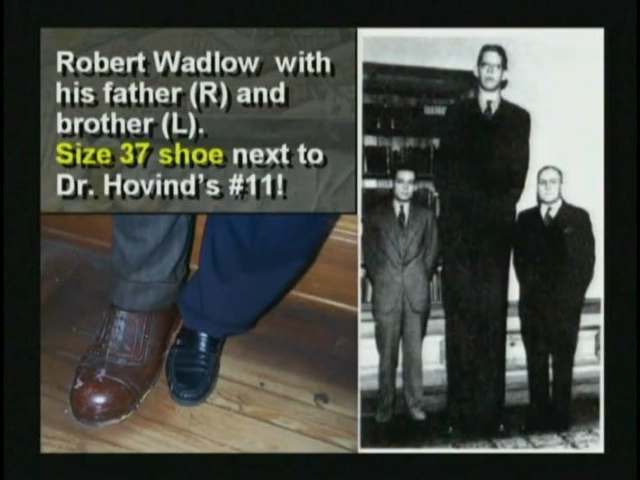 Robert Wadlow with
his father (R) and
brother (L).
Size 37 shoe next to
Dr. Hovind's #11!